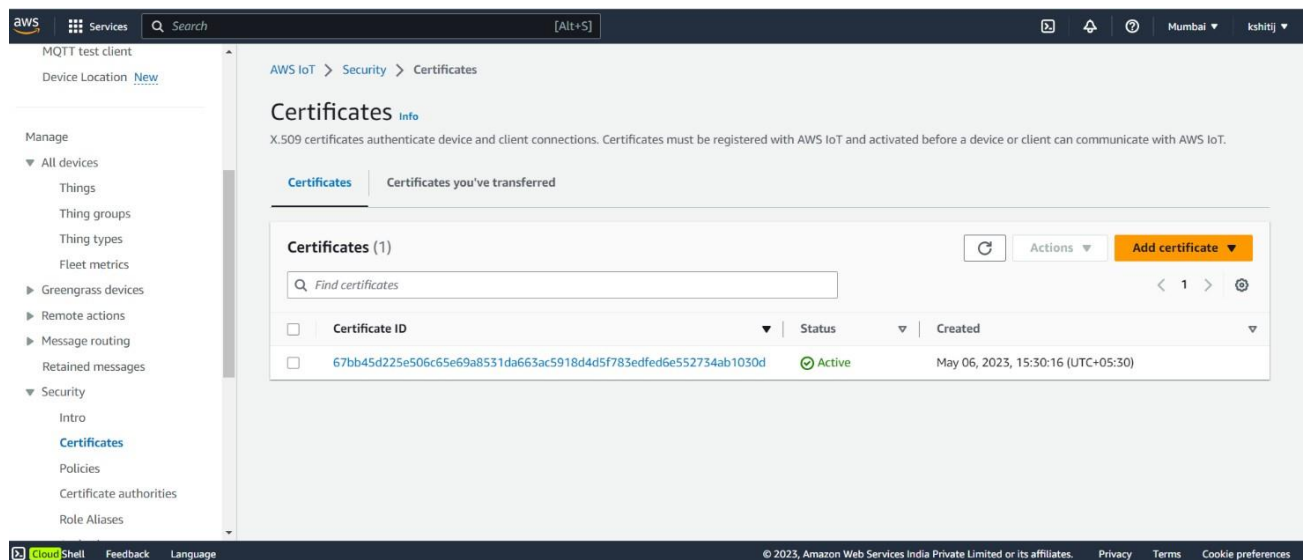 aws Services Search [Alt+S] Mumbai ▼ kshitij ▼
MQTT test client
Device Location New
Manage
All devices
Things
Thing groups
Thing types
Fleet metrics
Greengrass devices
Remote actions
Message routing
Retained messages
Security
Intro
Certificates
Policies
Certificate authorities
Role Aliases
AWS IoT > Security > Certificates
Certificates Info
X.509 certificates authenticate device and client connections. Certificates must be registered with AWS IoT and activated before a device or client can communicate with AWS IoT.
Certificates Certificates you've transferred
Certificates (1) Actions ▼ Add certificate ▼
Find certificates < 1 >
Certificate ID Status Created
67bb45d225e506c65e69a8531da663ac5918d4d5f783edfed6e552734ab1030d Active May 06, 2023, 15:30:16 (UTC+05:30)
CloudShell Feedback Language © 2023, Amazon Web Services India Private Limited or its affiliates. Privacy Terms Cookie preferences